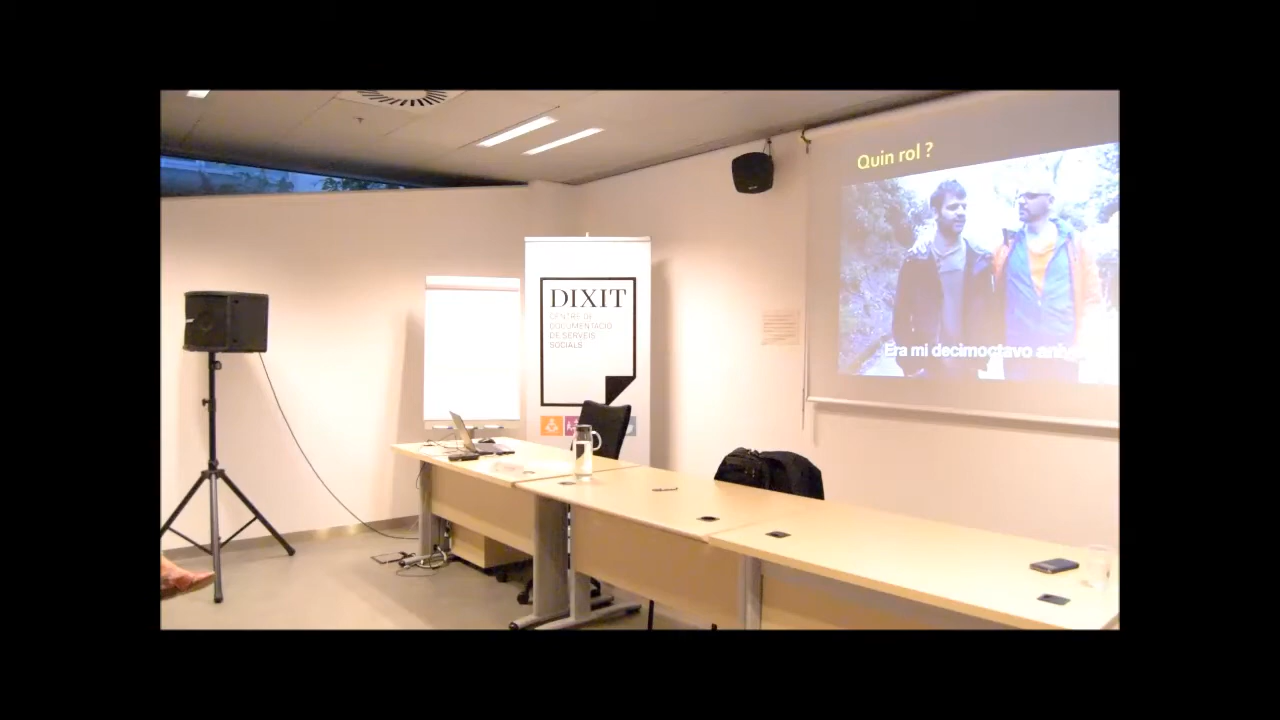 Quin rol ?
Era mi decimoctavo
DIXIT
CENTRE DE
DOCUMENTACIÓ
DE SERVEIS
SOCIALS